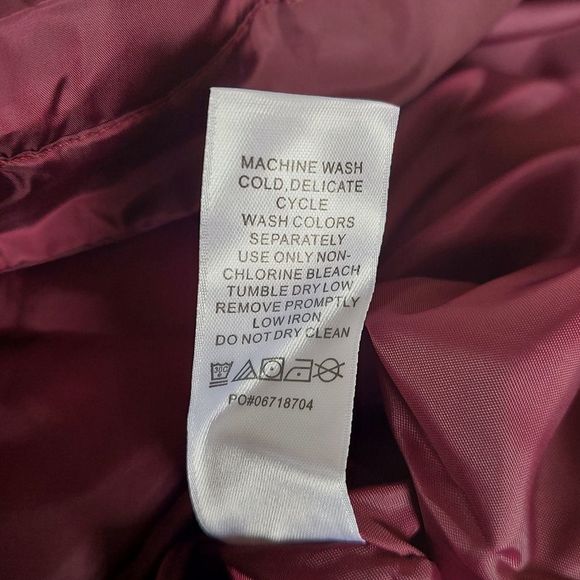 MACHINE WASH
COLD, DELICATE
CYCLE
WASH COLORS
SEPARATELY
USE ONLY NON-
CHLORINE BLEACH
TUMBLE DRY LOW
REMOVE PROMPTLY
LOW IRON
DO NOT DRY CLEAN
PO#06718704